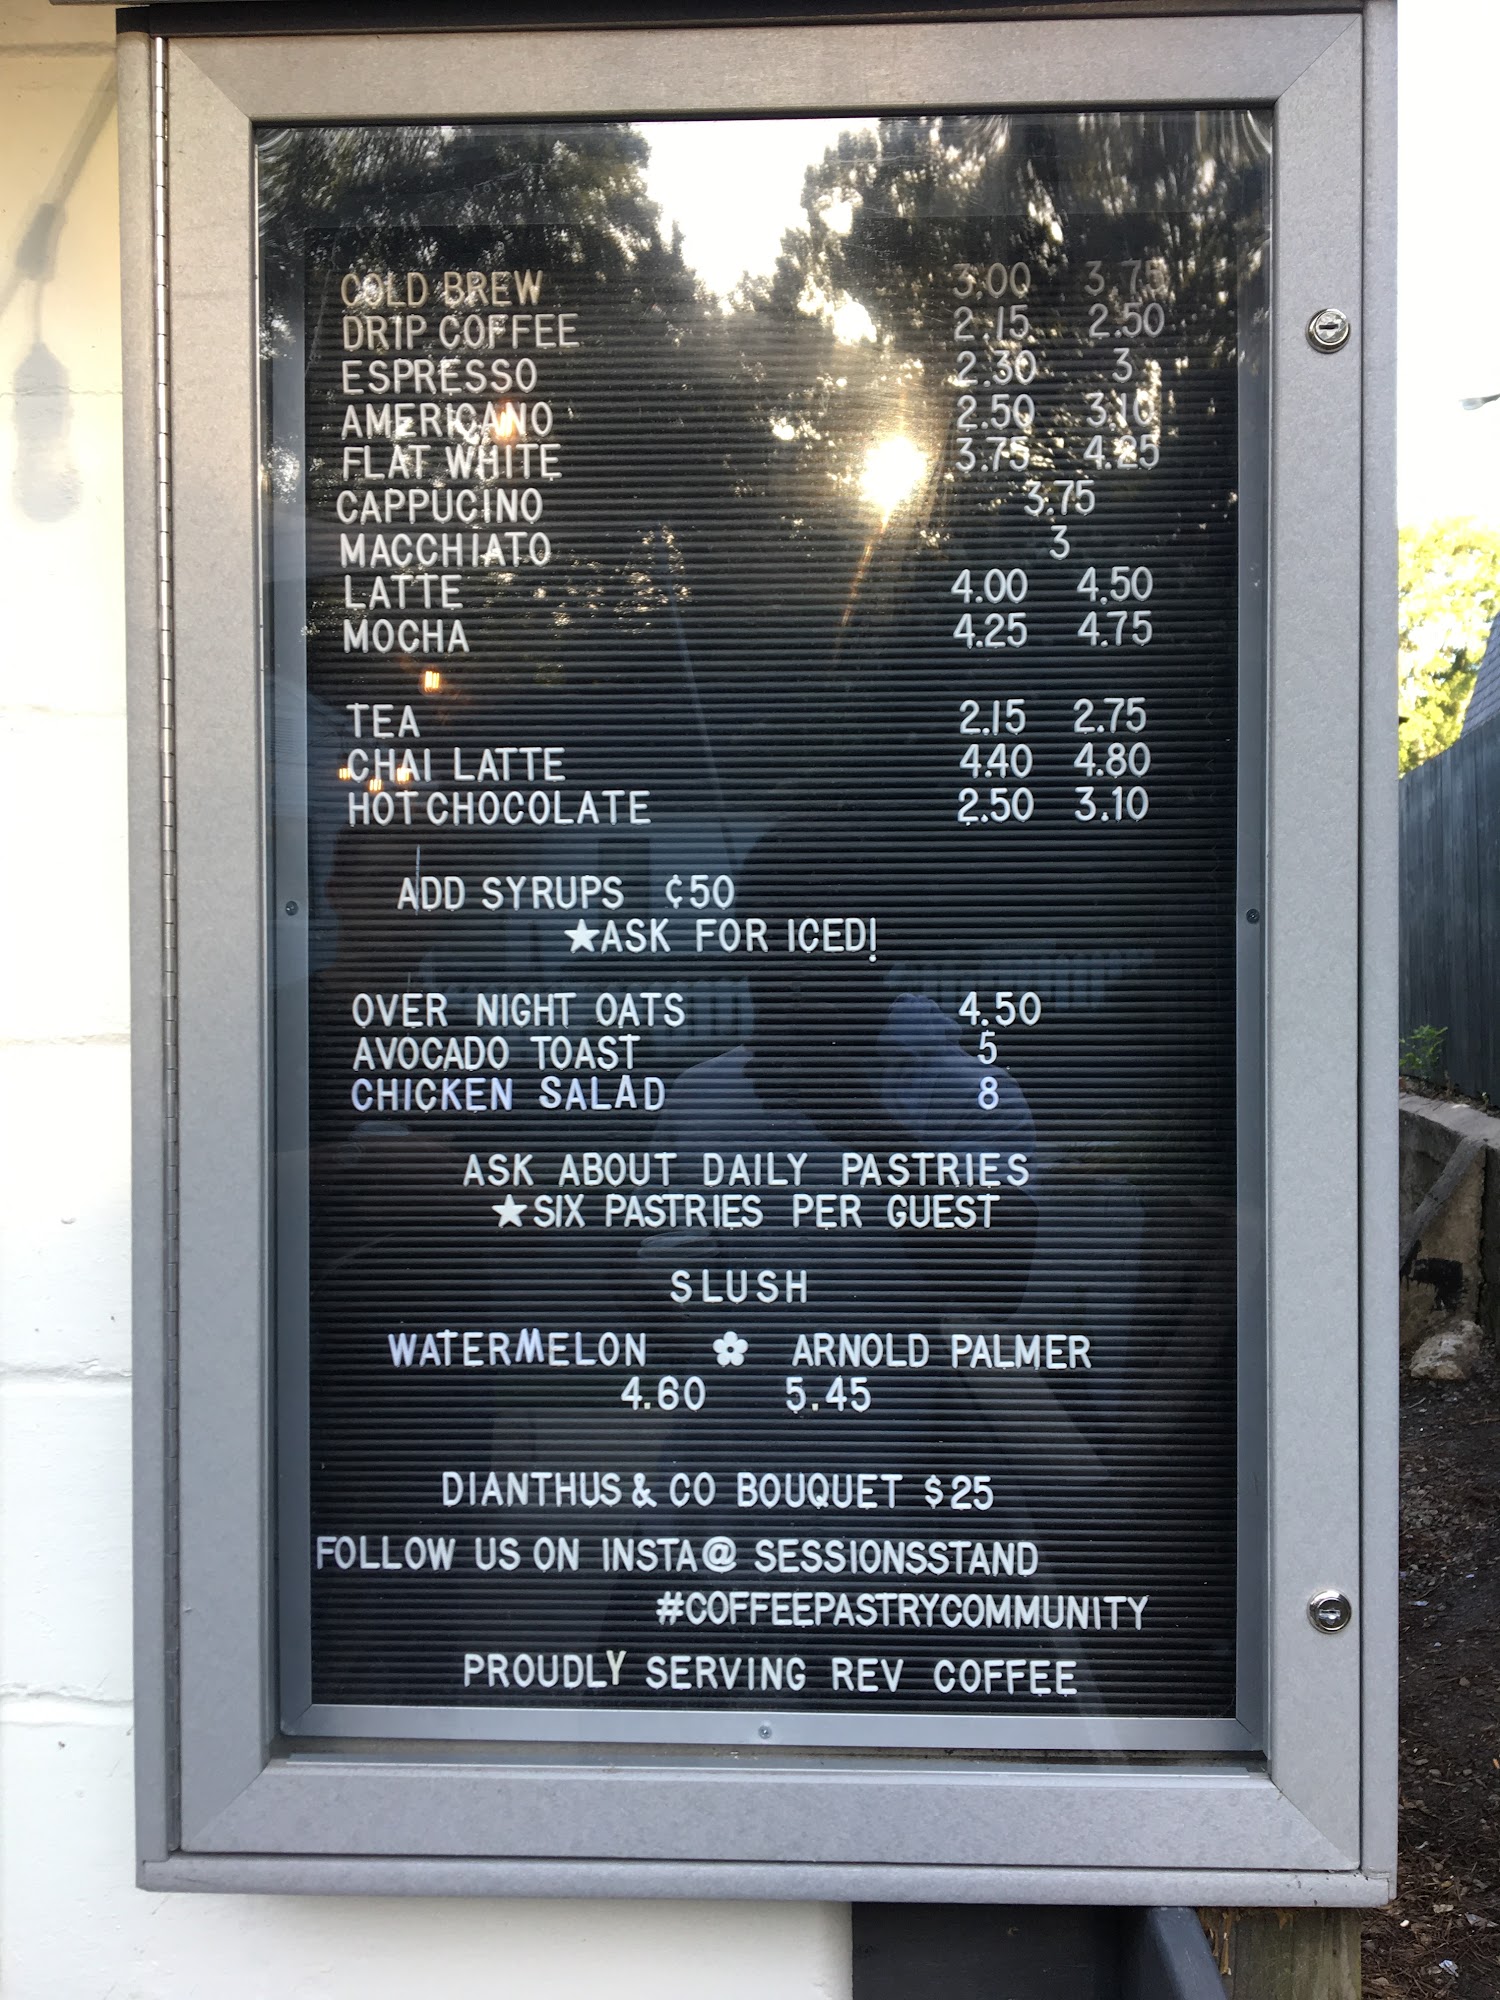 COLD BREW 3.00 3.75
DRIP COFFEE 2.15 2.50
ESPRESSO 2.30 3
AMERICANO 2.50 3.10
FLAT WHITE 3.75 4.25
CAPPUCINO 3.75
MACCHIATO 3
LATTE 4.00 4.50
MOCHA 4.25 4.75
TEA 2.15 2.75
CHAI LATTE 4.40 4.80
HOT CHOCOLATE 2.50 3.10
ADD SYRUPS ¢50
★ASK FOR ICED!
OVER NIGHT OATS 4.50
AVOCADO TOAST 5
CHICKEN SALAD 8
ASK ABOUT DAILY PASTRIES
★SIX PASTRIES PER GUEST
SLUSH
WATERMELON ✿ ARNOLD PALMER
4.60 5.45
DIANTHUS & CO BOUQUET $25
FOLLOW US ON INSTA@ SESSIONSSTAND
#COFFEEPASTRYCOMMUNITY
PROUDLY SERVING REV COFFEE